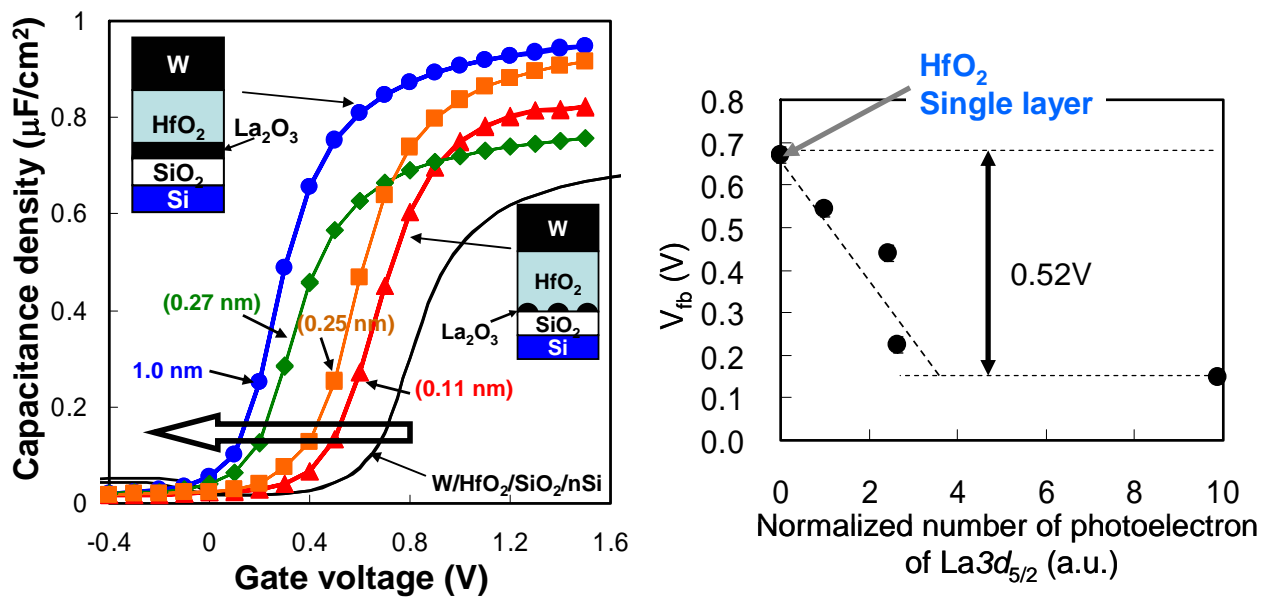 Capacitance density (μF/cm²)
1
0.8
0.6
0.4
0.2
0
-0.4
0
0.4
0.8
1.2
1.6
Gate voltage (V)
W
HfO₂
La₂O₃
SiO₂
Si
(0.27 nm)
(0.25 nm)
1.0 nm
(0.11 nm)
W
HfO₂
La₂O₃
SiO₂
Si
W/HfO₂/SiO₂/nSi
HfO₂
Single layer
V_fb (V)
0.8
0.7
0.6
0.5
0.4
0.3
0.2
0.1
0.0
0.52V
0
2
4
6
8
10
Normalized number of photoelectron
of La3d₅/₂ (a.u.)